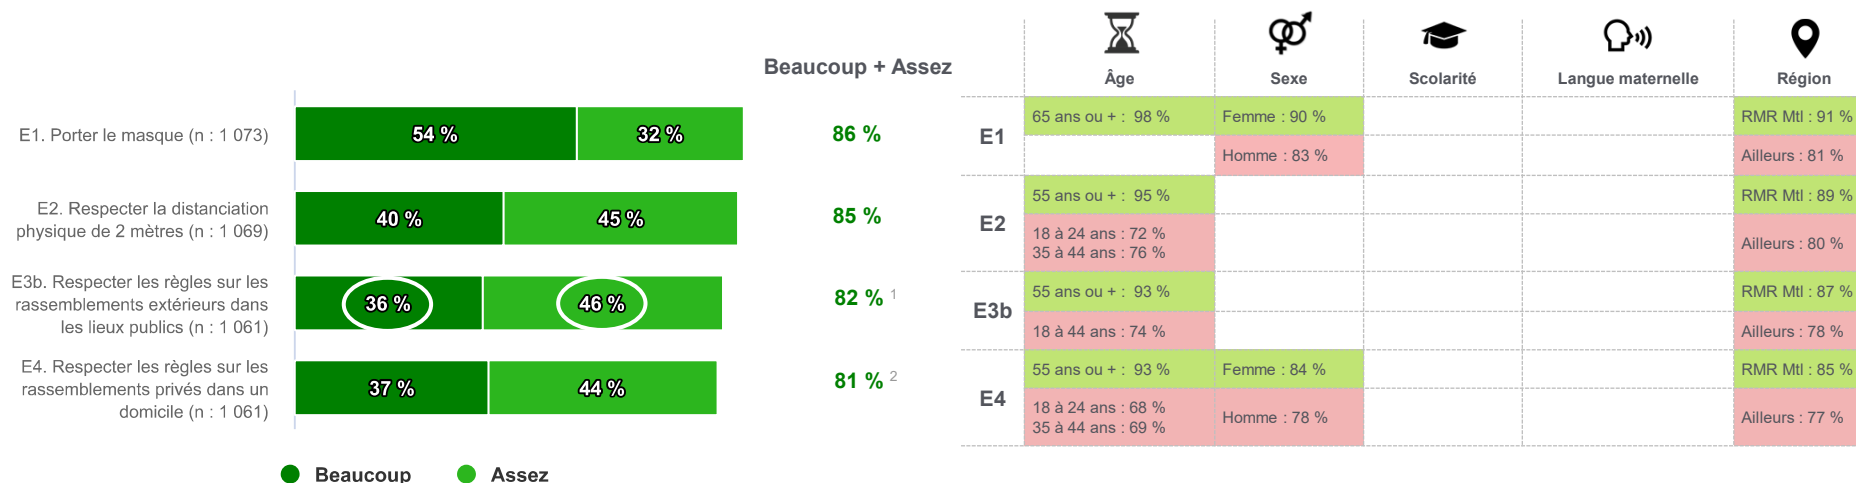 Beaucoup + Assez
E1. Porter le masque (n : 1 073)
54 %
32 %
86 %
E2. Respecter la distanciation
physique de 2 mètres (n : 1 069)
40 %
45 %
85 %
E3b. Respecter les règles sur les
rassemblements extérieurs dans
les lieux publics (n : 1 061)
36 %
46 %
82 % 1
E4. Respecter les règles sur les
rassemblements privés dans un
domicile (n : 1 061)
37 %
44 %
81 % 2
Beaucoup
Assez
Âge
Sexe
Scolarité
Langue maternelle
Région
E1
65 ans ou + : 98 %
Femme : 90 %
RMR Mtl : 91 %
Homme : 83 %
Ailleurs : 81 %
E2
55 ans ou + : 95 %
RMR Mtl : 89 %
18 à 24 ans : 72 %
35 à 44 ans : 76 %
Ailleurs : 80 %
E3b
55 ans ou + : 93 %
RMR Mtl : 87 %
18 à 44 ans : 74 %
Ailleurs : 78 %
E4
55 ans ou + : 93 %
Femme : 84 %
RMR Mtl : 85 %
18 à 24 ans : 68 %
35 à 44 ans : 69 %
Homme : 78 %
Ailleurs : 77 %